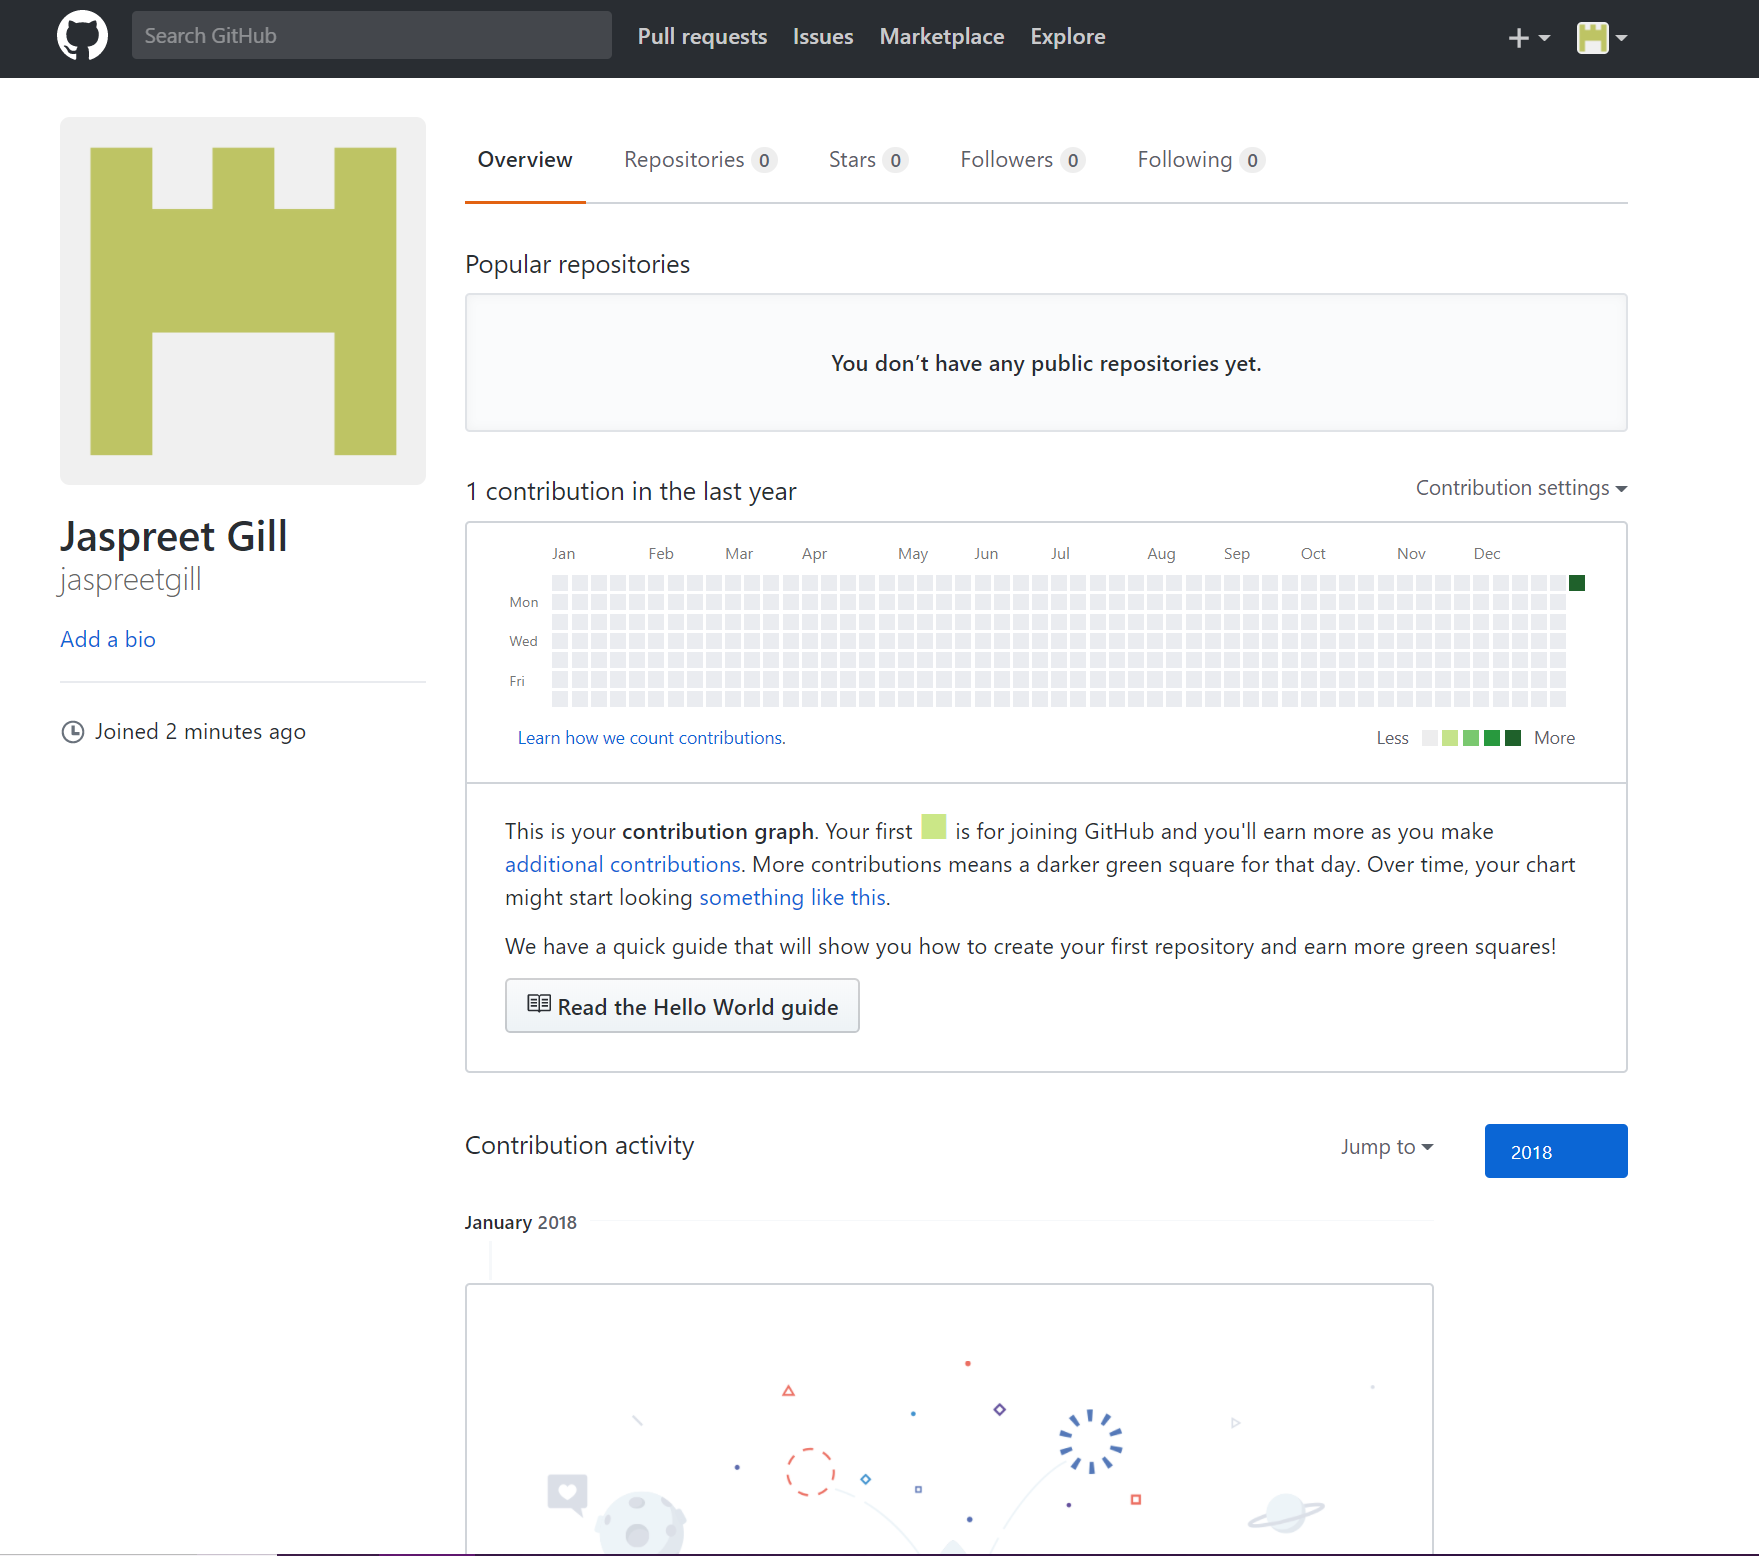 Search GitHub
Pull requests Issues Marketplace Explore
Overview Repositories 0 Stars 0 Followers 0 Following 0
Popular repositories
You don’t have any public repositories yet.
Jaspreet Gill
jaspreetgill
Add a bio
Joined 2 minutes ago
1 contribution in the last year
Contribution settings
Jan Feb Mar Apr May Jun Jul Aug Sep Oct Nov Dec
Mon
Wed
Fri
Learn how we count contributions.
Less More
This is your contribution graph. Your first is for joining GitHub and you'll earn more as you make
additional contributions. More contributions means a darker green square for that day. Over time, your chart
might start looking something like this.
We have a quick guide that will show you how to create your first repository and earn more green squares!
Read the Hello World guide
Contribution activity
Jump to
2018
January 2018